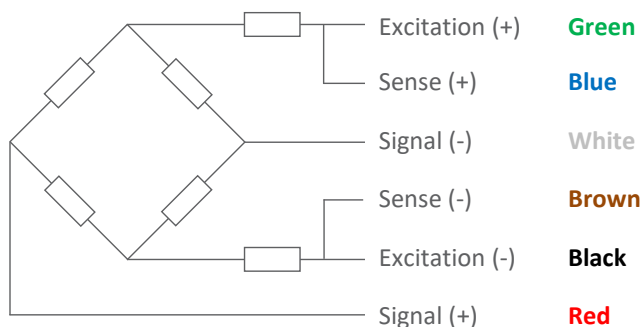 Excitation (+) Green
Sense (+) Blue
Signal (-) White
Sense (-) Brown
Excitation (-) Black
Signal (+) Red